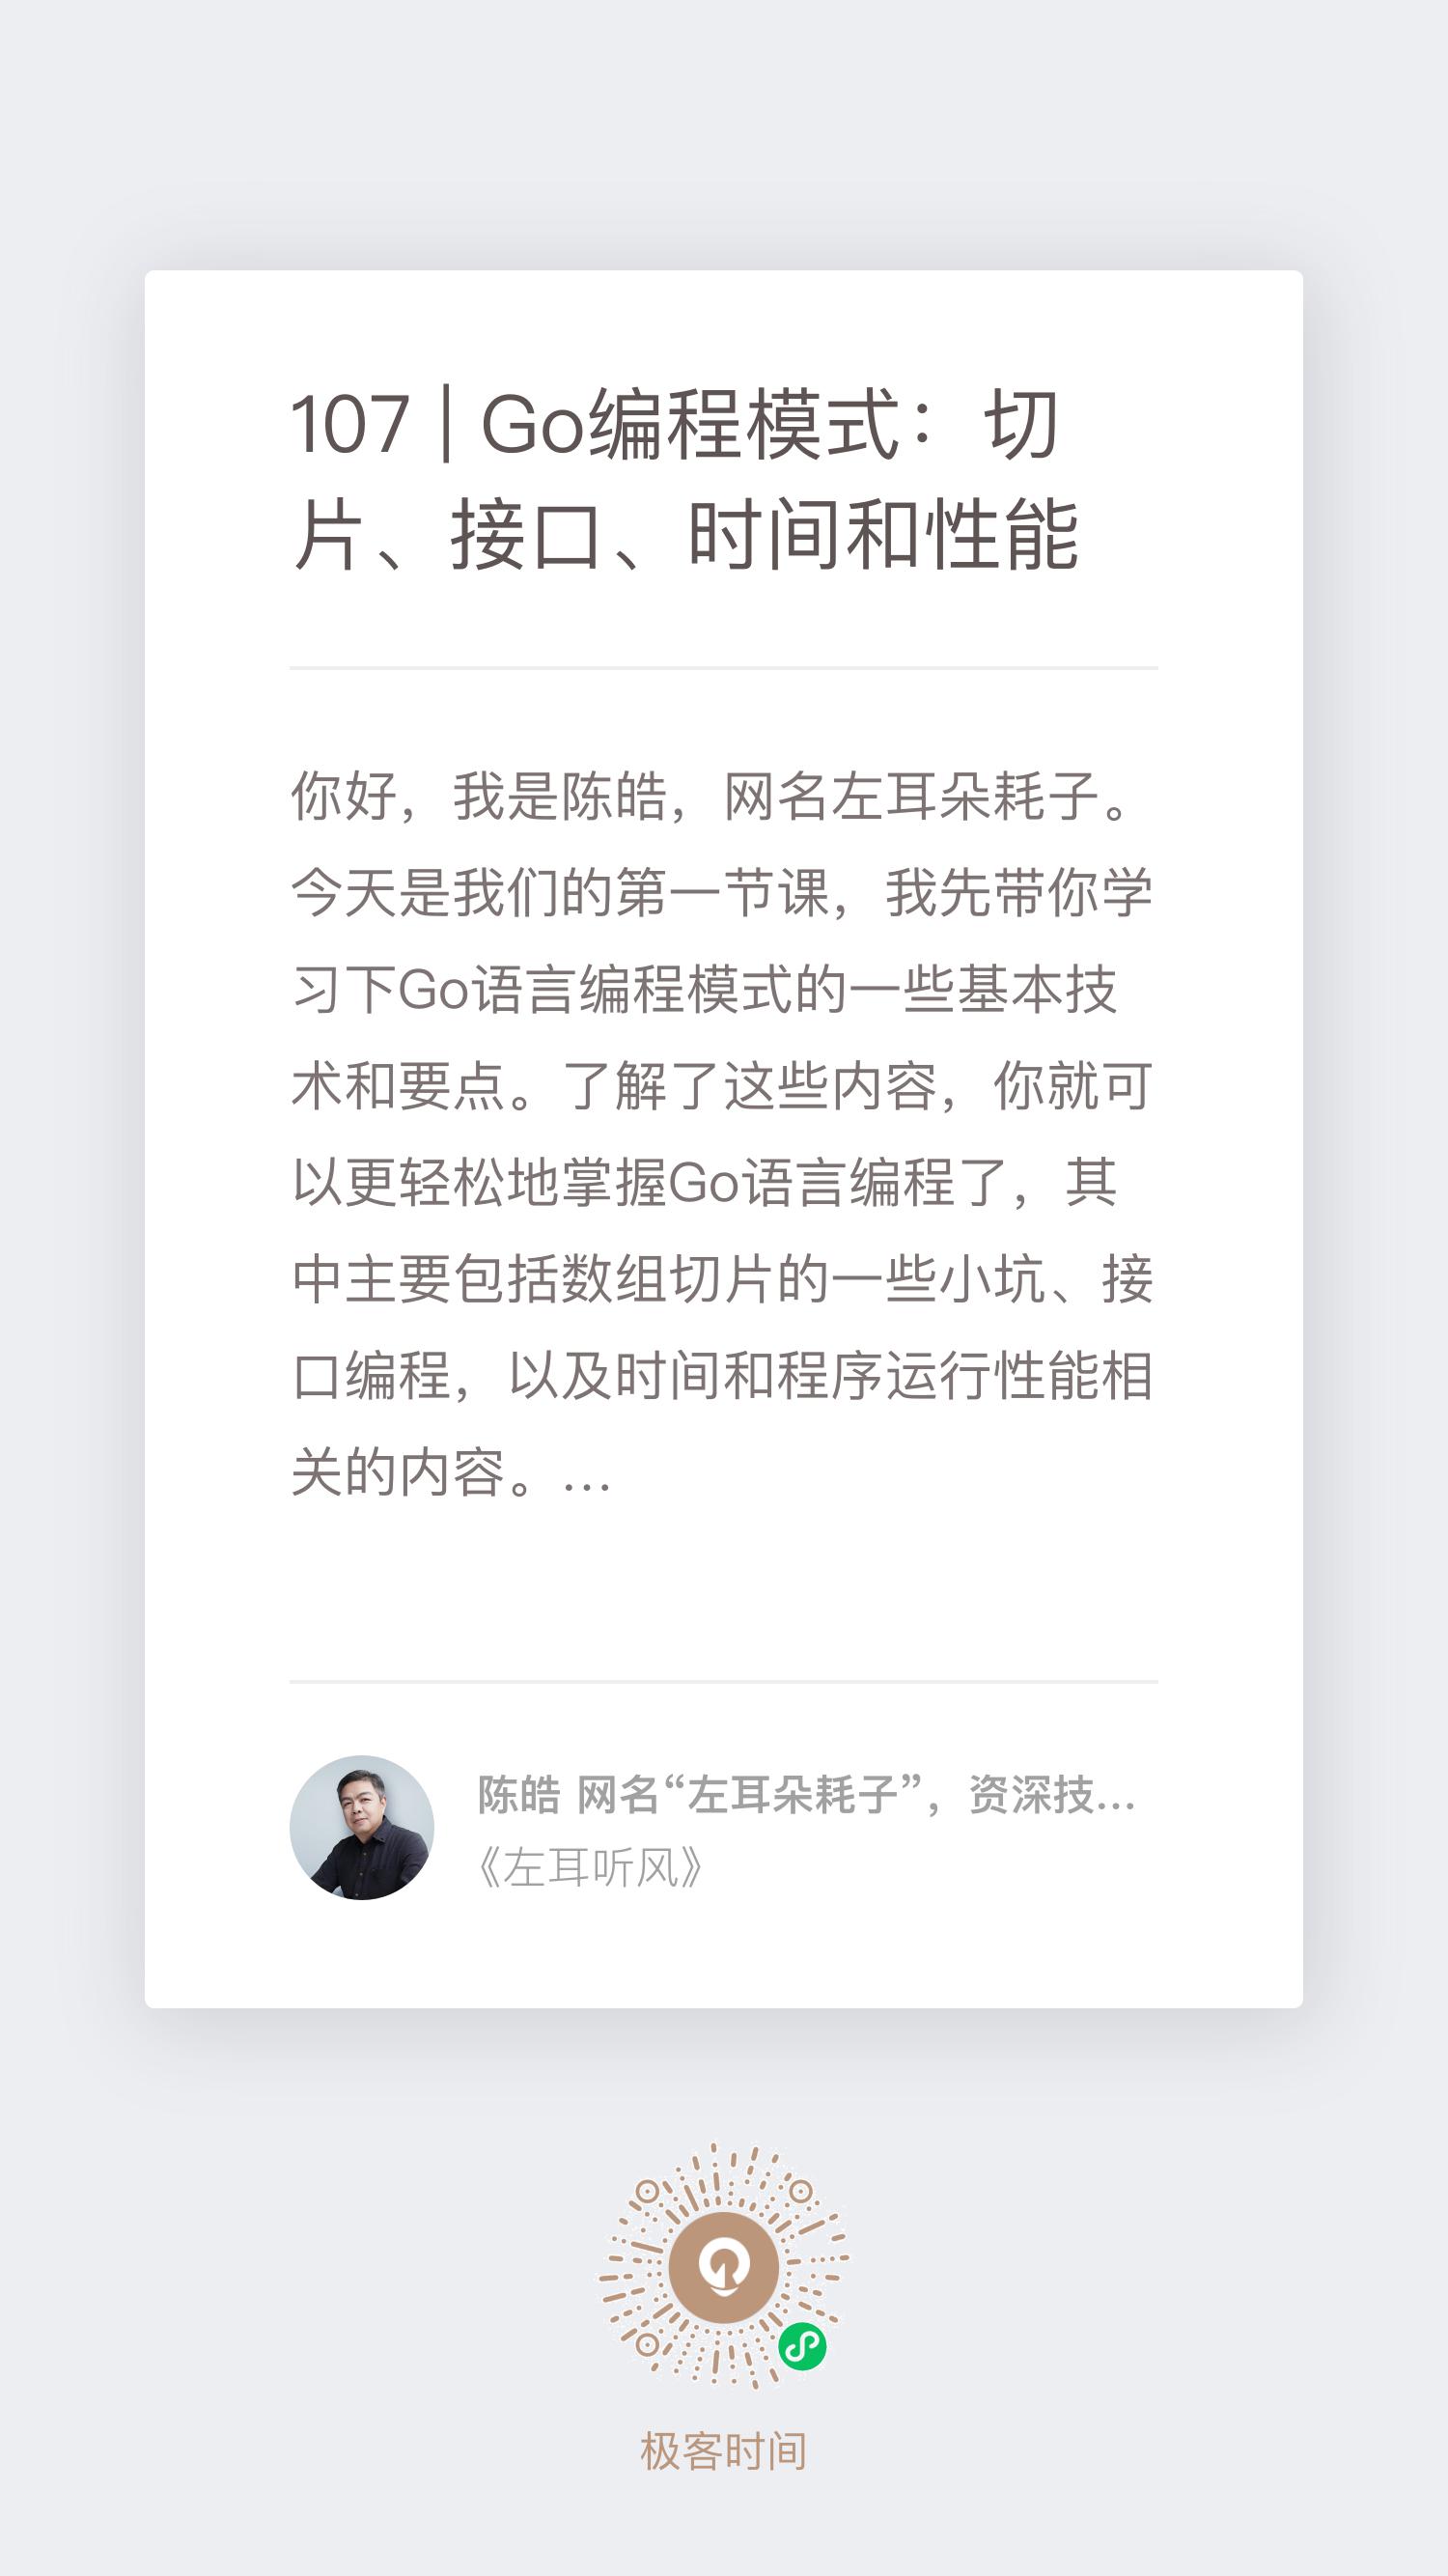 107 | Go编程模式：切
片、接口、时间和性能
你好，我是陈皓，网名左耳朵耗子。
今天是我们的第一节课，我先带你学
习下Go语言编程模式的一些基本技
术和要点。了解了这些内容，你就可
以更轻松地掌握Go语言编程了，其
中主要包括数组切片的一些小坑、接
口编程，以及时间和程序运行性能相
关的内容。...
陈皓 网名“左耳朵耗子”，资深技...
《左耳听风》
极客时间